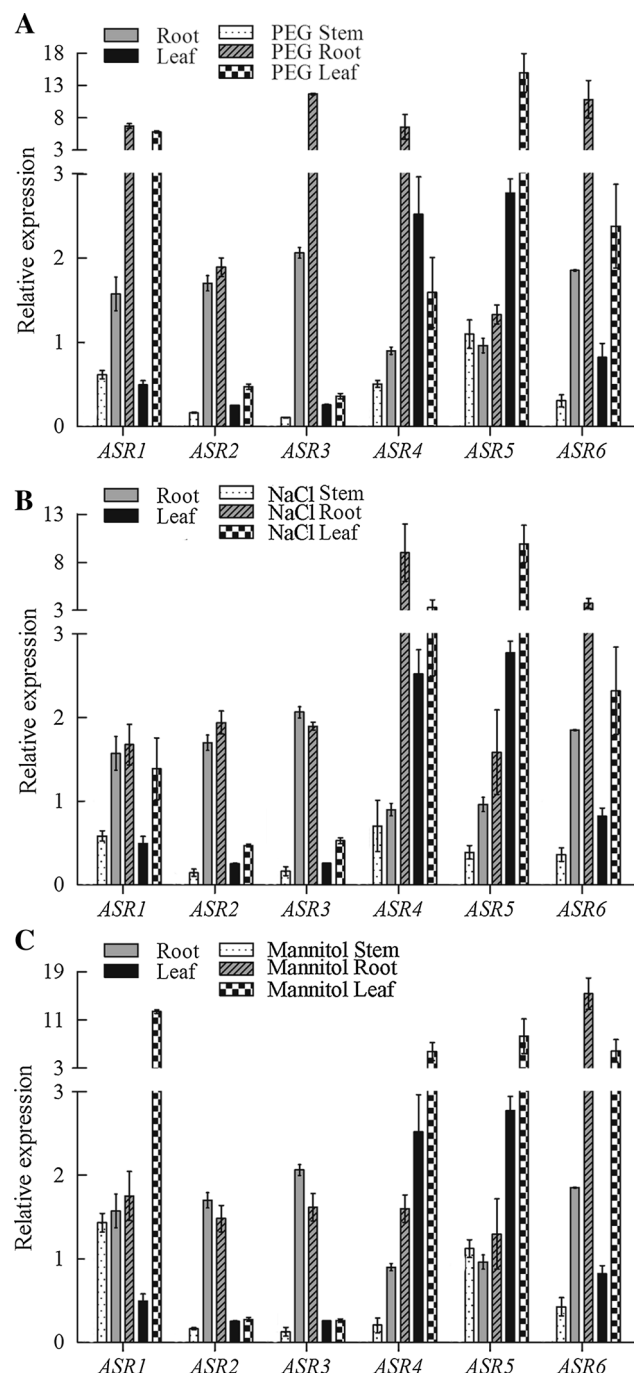 A
Root
Leaf
PEG Stem
PEG Root
PEG Leaf
18
13
8
3
3
2
1
0
Relative expression
ASR1 ASR2 ASR3 ASR4 ASR5 ASR6
B
Root
Leaf
NaCl Stem
NaCl Root
NaCl Leaf
13
8
3
3
2
1
0
Relative expression
ASR1 ASR2 ASR3 ASR4 ASR5 ASR6
C
Root
Leaf
Mannitol Stem
Mannitol Root
Mannitol Leaf
19
11
3
3
2
1
0
Relative expression
ASR1 ASR2 ASR3 ASR4 ASR5 ASR6